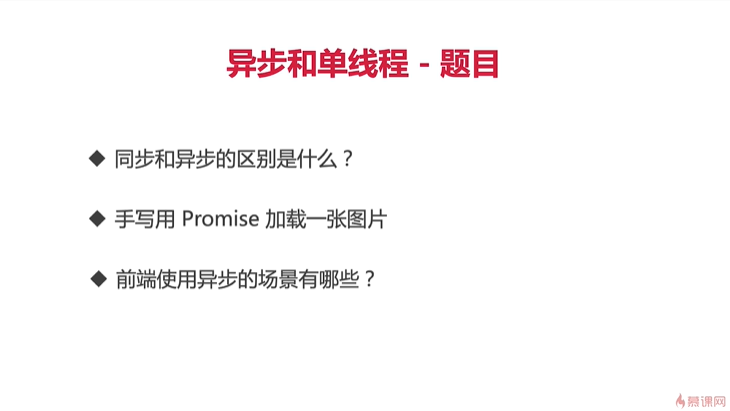 异步和单线程 - 题目
◆ 同步和异步的区别是什么？
◆ 手写用 Promise 加载一张图片
◆ 前端使用异步的场景有哪些？
慕课网